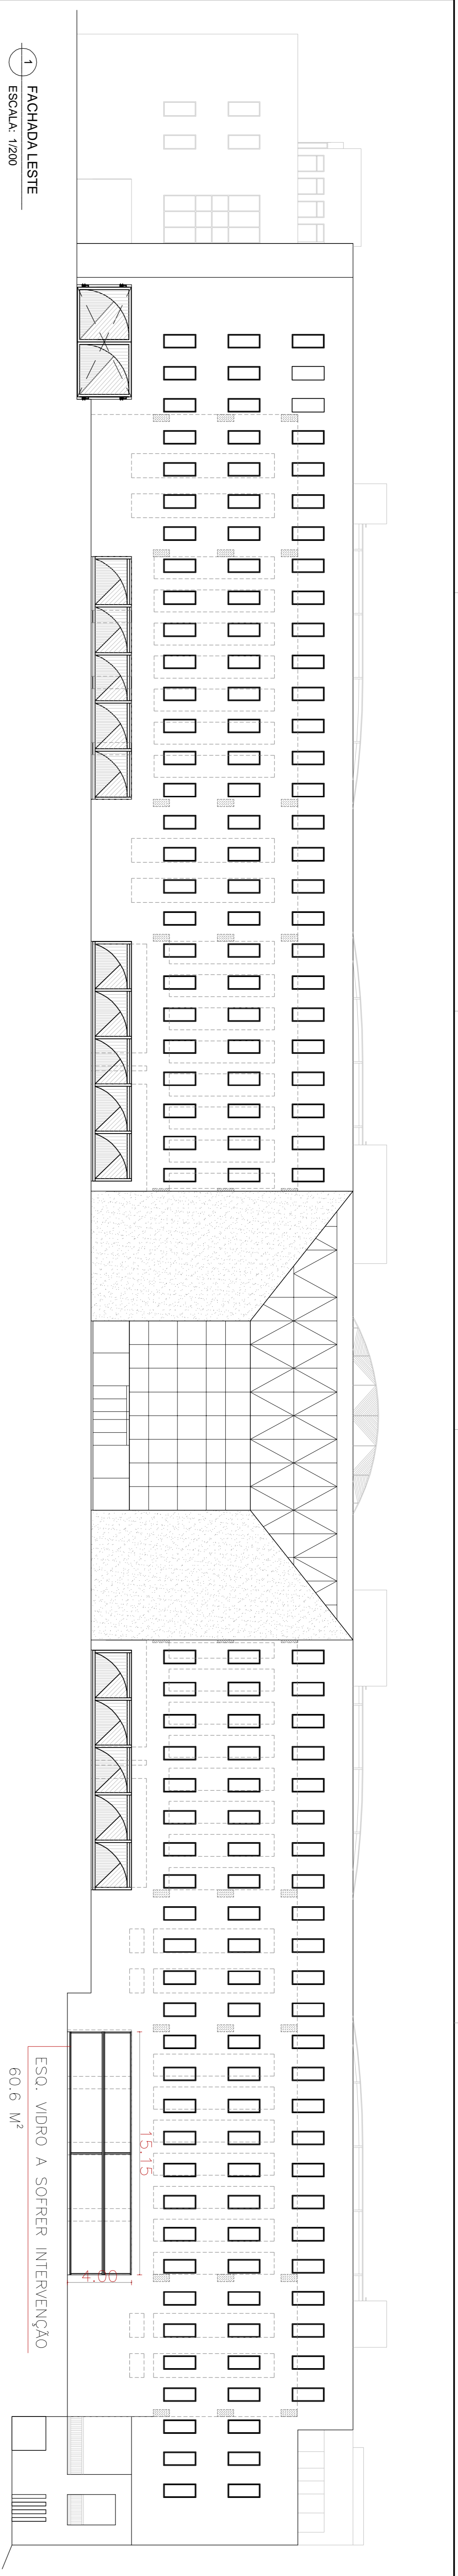 1
FACHADA LESTE
ESCALA: 1/200
15.15
4.00
ESQ. VIDRO A SOFRER INTERVENÇÃO
60.6 M²